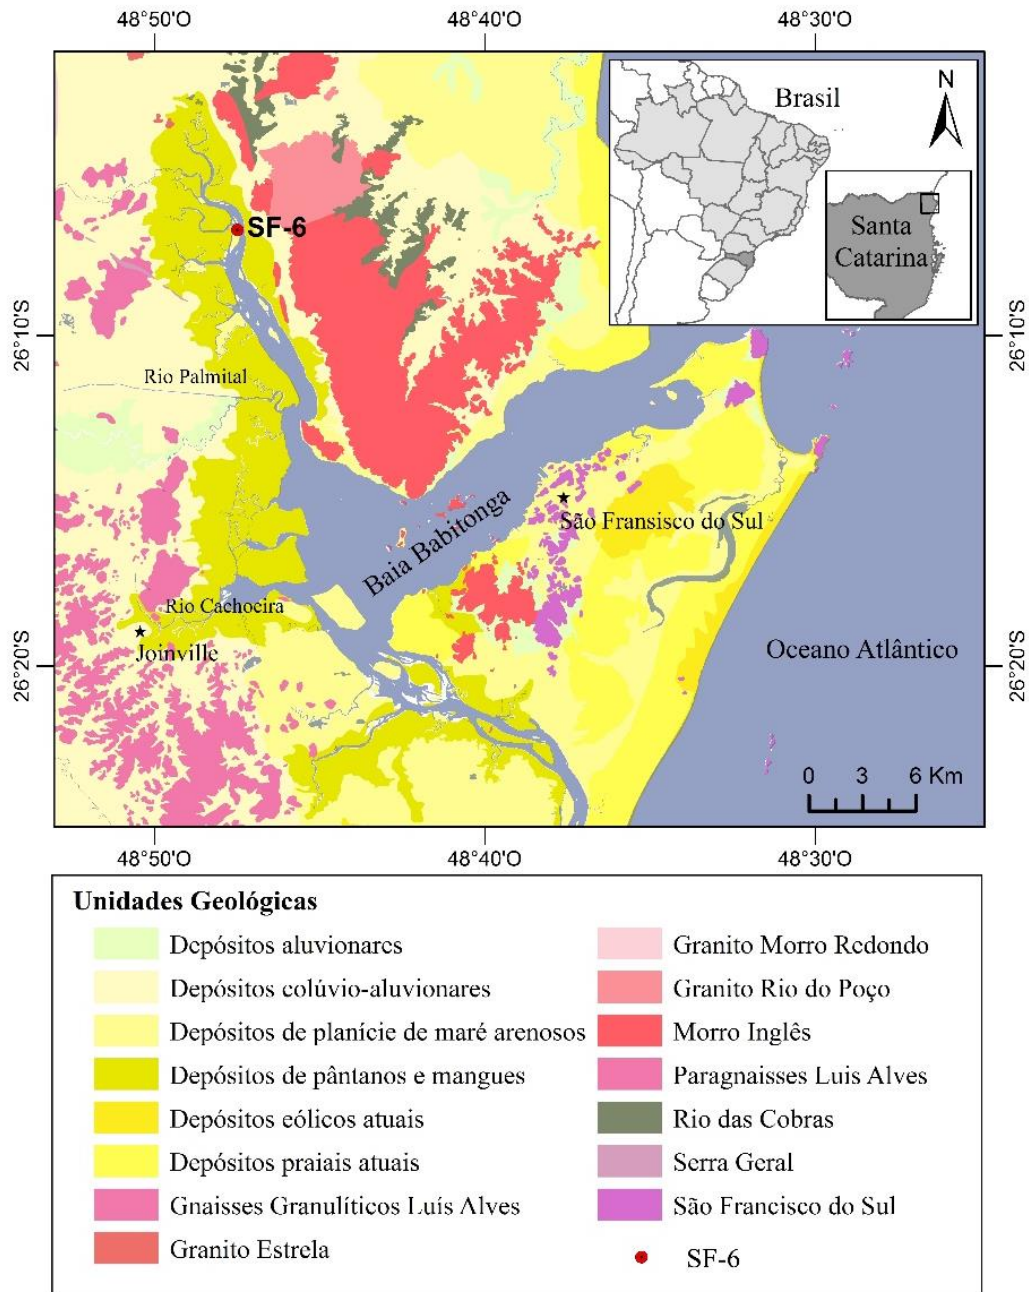 48°50'O 48°40'O 48°30'O
Brasil
N
Santa
Catarina
SF-6
26°10'S 26°10'S
Rio Palmital
São Fransisco do Sul
Baia Babitonga
Rio Cachoeira
Joinville
Oceano Atlântico
26°20'S 26°20'S
0 3 6 Km
48°50'O 48°40'O 48°30'O
Unidades Geológicas
Depósitos aluvionares
Depósitos colúvio-aluvionares
Depósitos de planície de maré arenosos
Depósitos de pântanos e mangues
Depósitos eólicos atuais
Depósitos praiais atuais
Gnaisses Granulíticos Luís Alves
Granito Estrela
Granito Morro Redondo
Granito Rio do Poço
Morro Inglês
Paragnaisses Luis Alves
Rio das Cobras
Serra Geral
São Francisco do Sul
SF-6